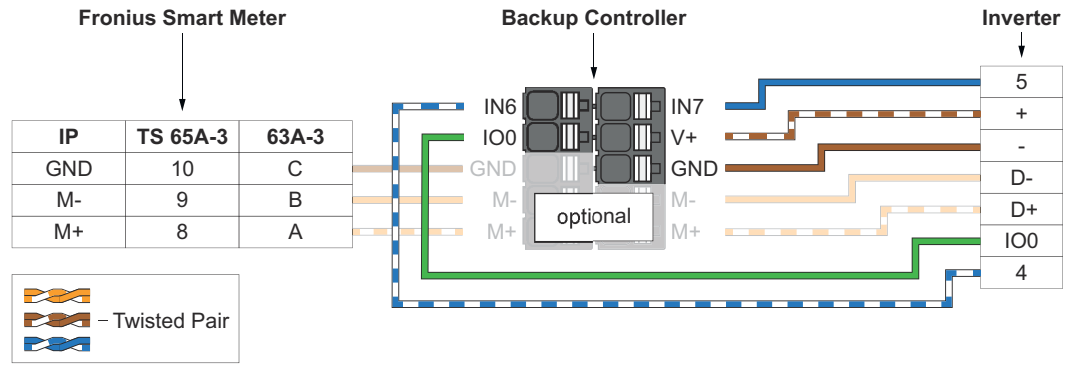 Fronius Smart Meter
Backup Controller
Inverter
IP TS 65A-3 63A-3
GND 10 C
M- 9 B
M+ 8 A
IN6
IO0
GND
M-
M+
optional
IN7
V+
GND
M-
M+
5
+
-
D-
D+
IO0
4
Twisted Pair